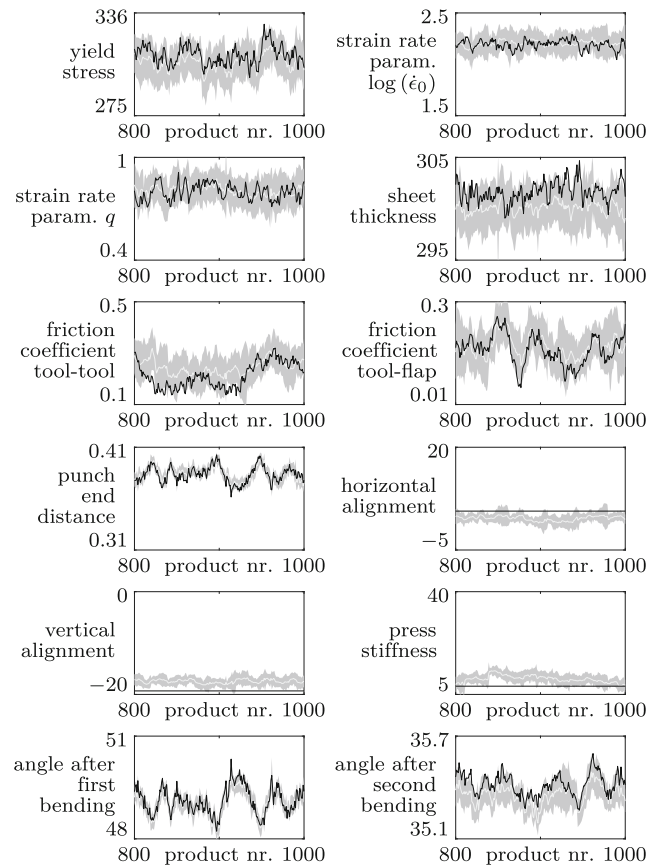 336
yield
stress
275
800 product nr. 1000
2.5
strain rate
param.
log (ε̇₀)
1.5
800 product nr. 1000
1
strain rate
param. q
0.4
800 product nr. 1000
305
sheet
thickness
295
800 product nr. 1000
0.5
friction
coefficient
tool-tool
0.1
800 product nr. 1000
0.3
friction
coefficient
tool-flap
0.01
800 product nr. 1000
0.41
punch
end
distance
0.31
800 product nr. 1000
20
horizontal
alignment
−5
800 product nr. 1000
0
vertical
alignment
−20
800 product nr. 1000
40
press
stiffness
5
800 product nr. 1000
51
angle after
first
bending
48
800 product nr. 1000
35.7
angle after
second
bending
35.1
800 product nr. 1000